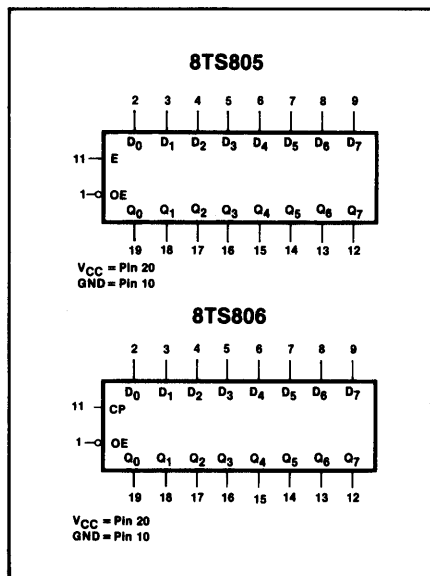 8TS805
2 3 4 5 6 7 8 9
D0 D1 D2 D3 D4 D5 D6 D7
11 E
1 OE
Q0 Q1 Q2 Q3 Q4 Q5 Q6 Q7
19 18 17 16 15 14 13 12
VCC = Pin 20
GND = Pin 10
8TS806
2 3 4 5 6 7 8 9
D0 D1 D2 D3 D4 D5 D6 D7
11 CP
1 OE
Q0 Q1 Q2 Q3 Q4 Q5 Q6 Q7
19 18 17 16 15 14 13 12
VCC = Pin 20
GND = Pin 10